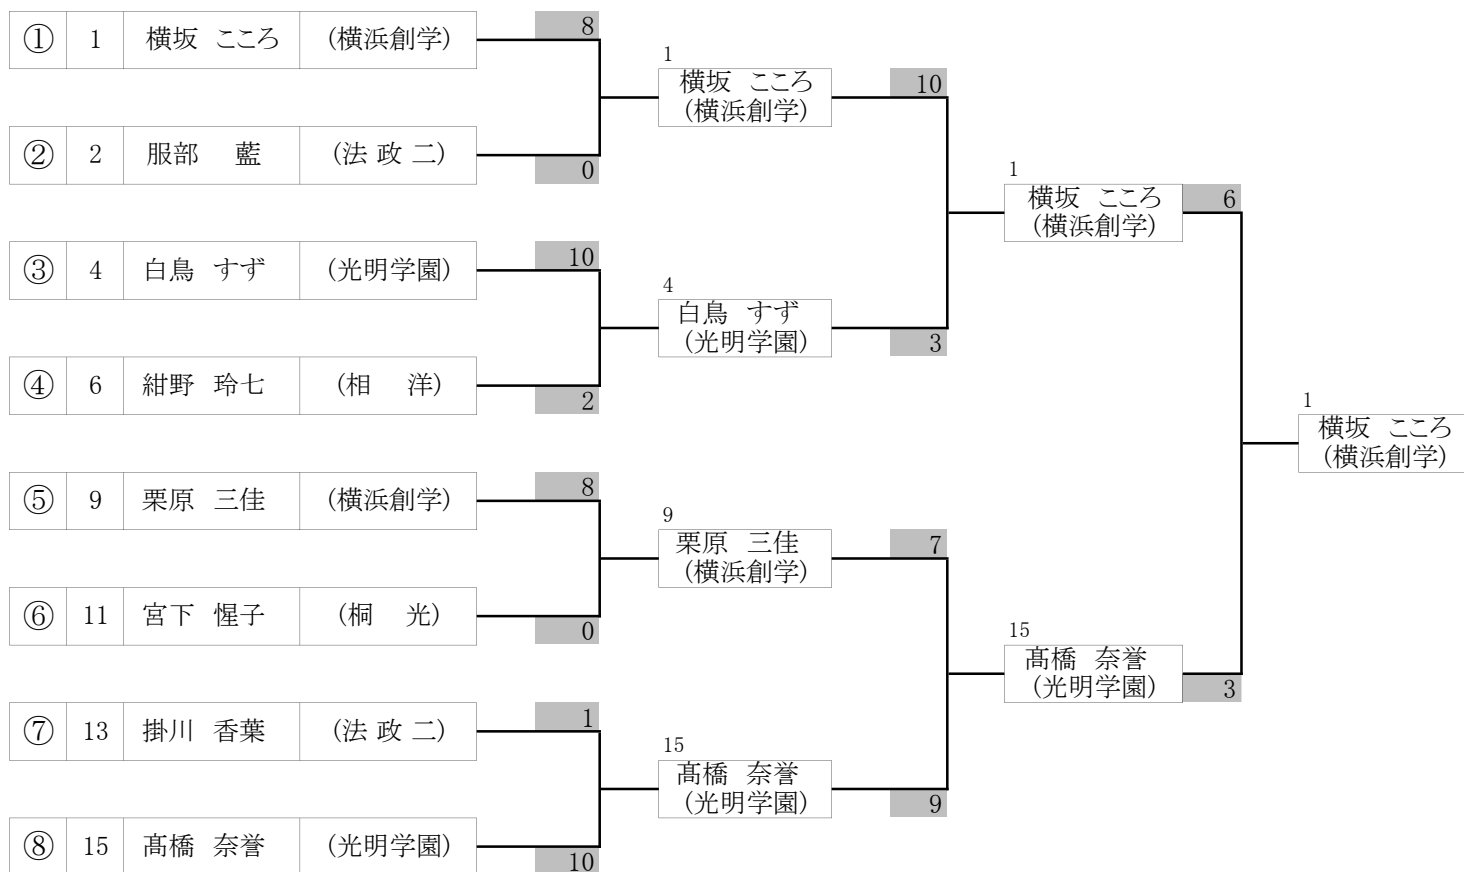 ① 1 横坂 こころ (横浜創学) 8
1
横坂 こころ
(横浜創学)
10
② 2 服部 藍 (法 政 二) 0
1
横坂 こころ
(横浜創学)
6
③ 4 白鳥 すず (光明学園) 10
4
白鳥 すず
(光明学園)
3
④ 6 紺野 玲七 (相 洋) 2
1
横坂 こころ
(横浜創学)
⑤ 9 栗原 三佳 (横浜創学) 8
9
栗原 三佳
(横浜創学)
7
⑥ 11 宮下 惺子 (桐 光) 0
15
髙橋 奈誉
(光明学園)
3
⑦ 13 掛川 香葉 (法 政 二) 1
15
髙橋 奈誉
(光明学園)
9
⑧ 15 髙橋 奈誉 (光明学園) 10